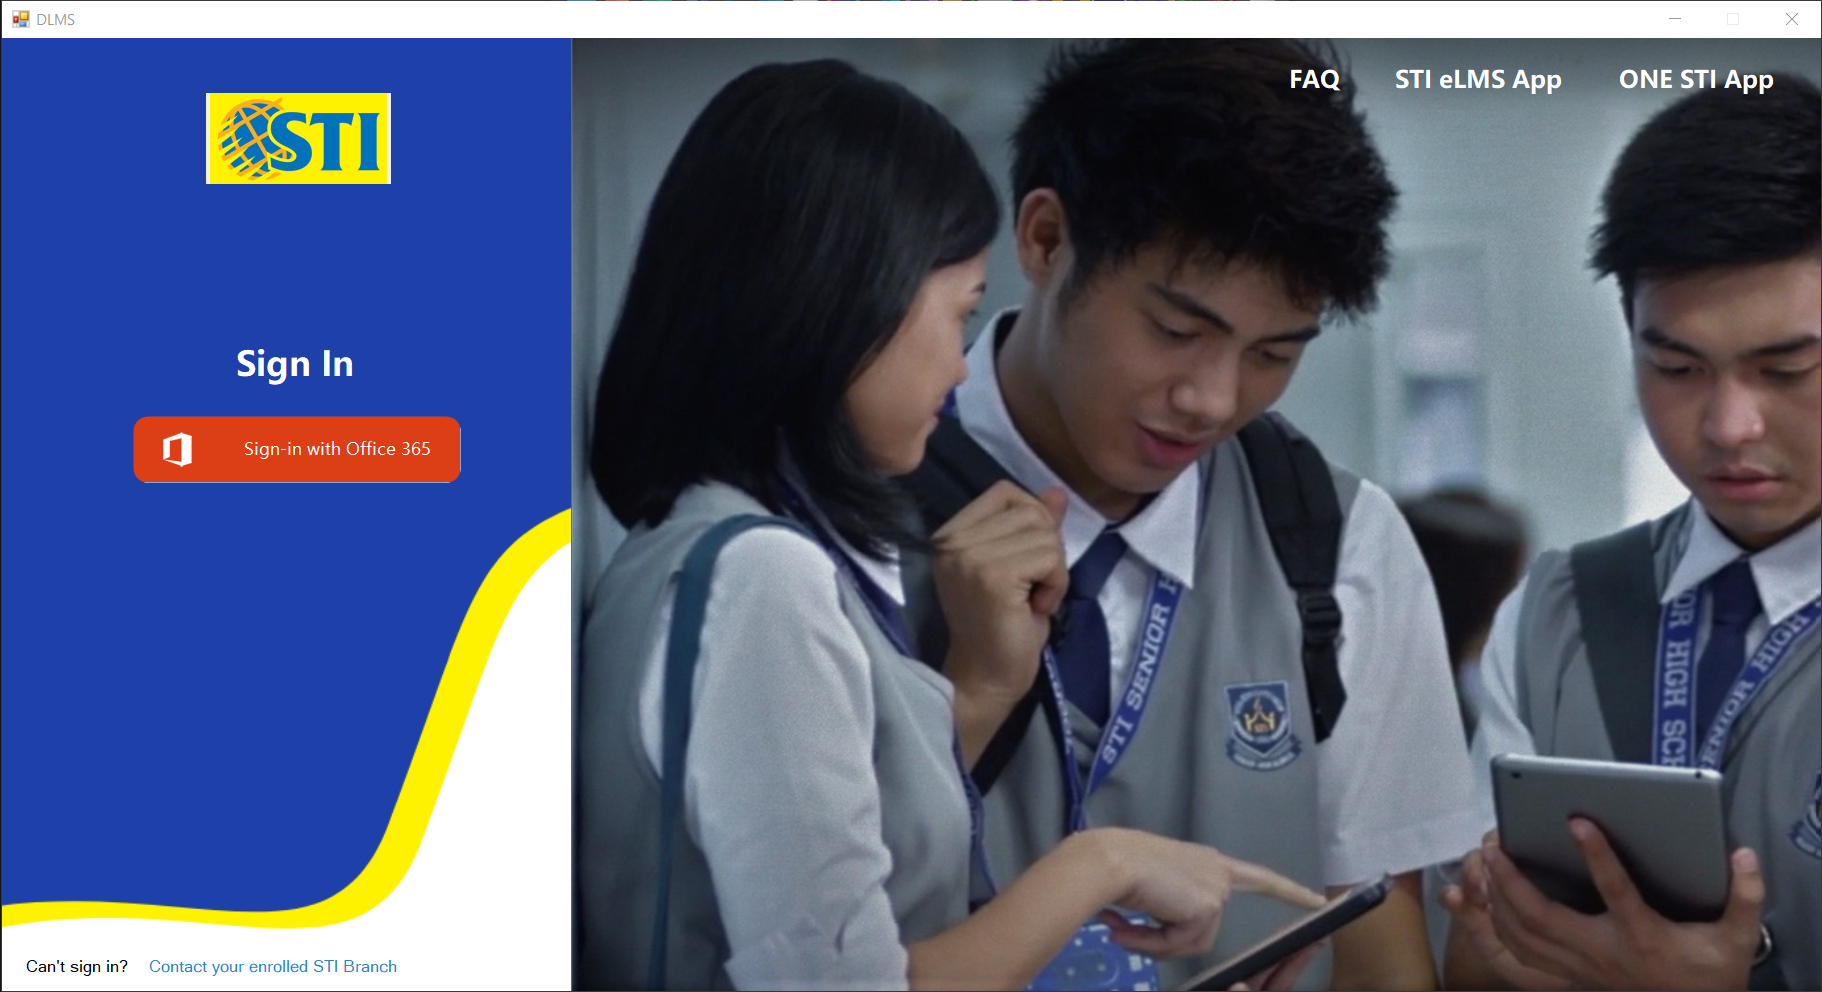 DLMS
FAQ
STI eLMS App
ONE STI App
STI
Sign In
Sign-in with Office 365
STI SENIOR H
OR HIGH SCH
SENIOR HIGH
Can't sign in?
Contact your enrolled STI Branch